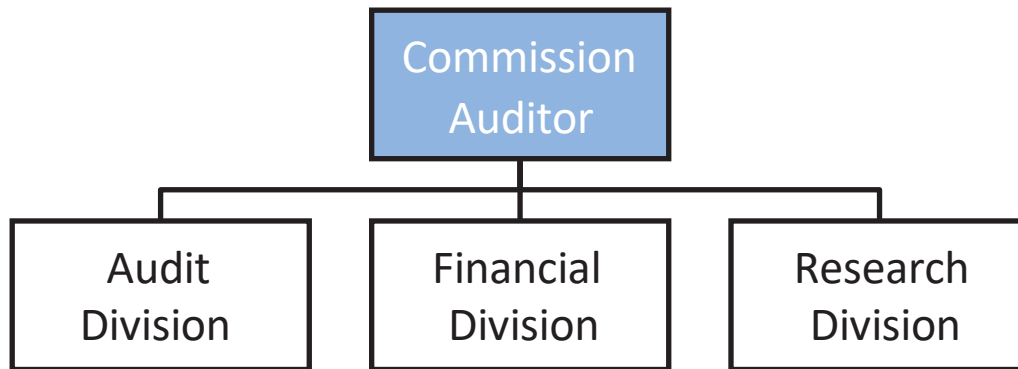 Commission
Auditor
Audit
Division
Financial
Division
Research
Division